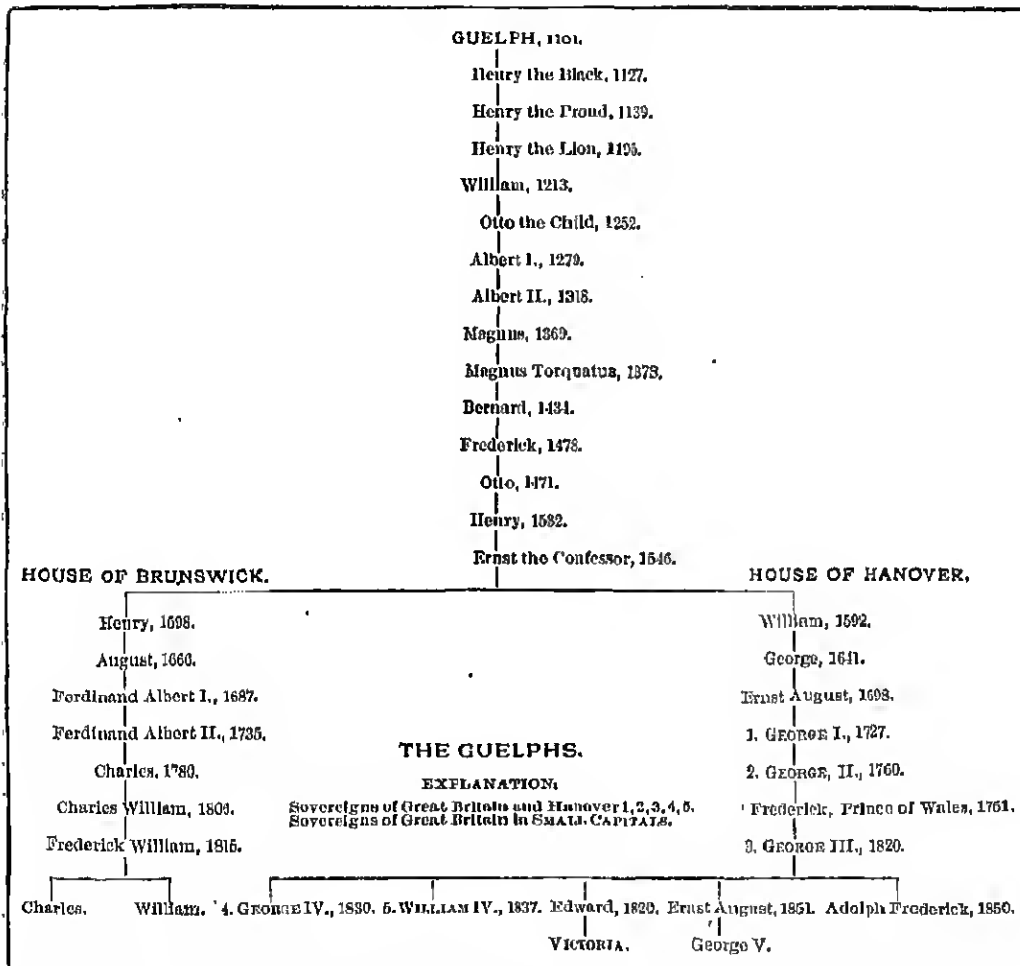 GUELPH, 1101.
Henry the Black, 1127.
Henry the Proud, 1139.
Henry the Lion, 1195.
William, 1213.
Otto the Child, 1252.
Albert I., 1279.
Albert II., 1318.
Magnus, 1369.
Magnus Torquatus, 1373.
Bernard, 1434.
Frederick, 1478.
Otto, 1471.
Henry, 1532.
Ernst the Confessor, 1546.
HOUSE OF BRUNSWICK.
Henry, 1598.
August, 1666.
Ferdinand Albert I., 1687.
Ferdinand Albert II., 1735.
Charles, 1780.
Charles William, 1806.
Frederick William, 1815.
Charles. William.
HOUSE OF HANOVER.
William, 1592.
George, 1641.
Ernst August, 1698.
1. GEORGE I., 1727.
2. GEORGE, II., 1760.
Frederick, Prince of Wales, 1751.
3. GEORGE III., 1820.
4. GEORGE IV., 1830. 5. WILLIAM IV., 1837. Edward, 1820. Ernst August, 1851. Adolph Frederick, 1850.
VICTORIA. George V.
THE GUELPHS.
EXPLANATION:
Sovereigns of Great Britain and Hanover 1, 2, 3, 4, 5.
Sovereigns of Great Britain in SMALL CAPITALS.